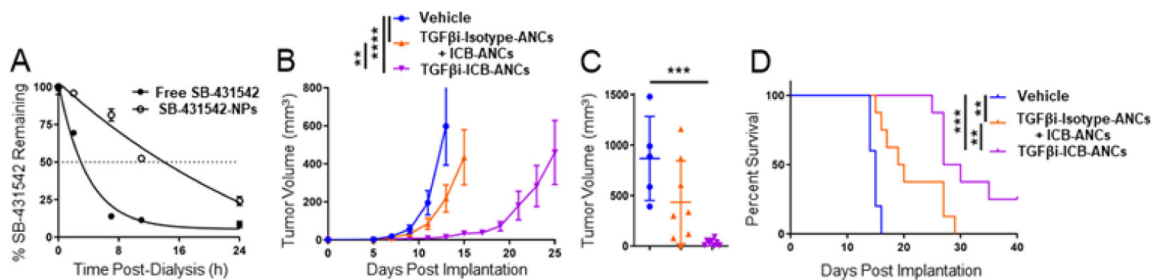 A
% SB-431542 Remaining
100
75
50
25
0
0
8
16
24
Time Post-Dialysis (h)
Free SB-431542
SB-431542-NPs
B
Vehicle
TGFβi-Isotype-ANCs
+ ICB-ANCs
TGFβi-ICB-ANCs
**
****
Tumor Volume (mm³)
800
600
400
200
0
0
5
10
15
20
25
Days Post Implantation
C
***
Tumor Volume (mm³)
2000
1500
1000
500
0
D
Percent Survival
100
50
0
0
10
20
30
40
Days Post Implantation
Vehicle
TGFβi-Isotype-ANCs
+ ICB-ANCs
TGFβi-ICB-ANCs
***
**
**